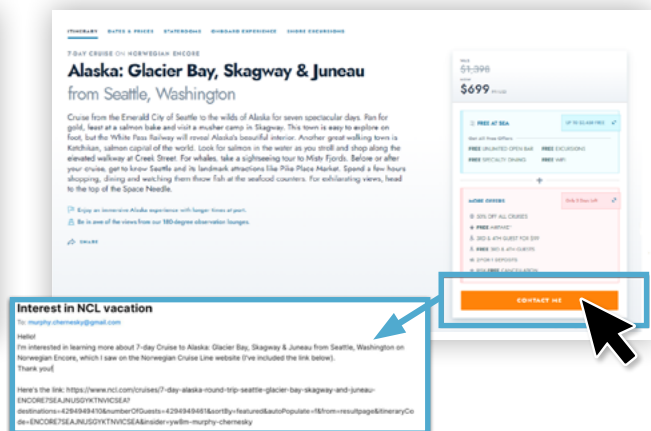 ITINERARY DATES & PRICES STATEROOMS ONBOARD EXPERIENCE SHORE EXCURSIONS
7-DAY CRUISE ON NORWEGIAN ENCORE
Alaska: Glacier Bay, Skagway & Juneau
from Seattle, Washington
Cruise from the Emerald City of Seattle to the wilds of Alaska for seven spectacular days. Pan for
gold, feast at a salmon bake and visit a musher camp in Skagway. This town is easy to explore on
foot, but the White Pass Railway will reveal Alaska's beautiful interior. Another great walking town is
Ketchikan, salmon capital of the world. Look for salmon in the water as you stroll and shop along the
elevated walkway at Creek Street. For whales, take a sightseeing tour to Misty Fjords. Before or after
your cruise, get to know Seattle and its landmark attractions like Pike Place Market. Spend a few hours
shopping, dining and watching them throw fish at the seafood counters. For exhilarating views, head
to the top of the Space Needle.
Enjoy an immersive Alaska experience with longer times at port.
Be in awe of the views from our 180-degree observation lounges.
SHARE
$1,398
$699
FREE AT SEA
Get All Free Offers
FREE UNLIMITED OPEN BAR FREE EXCURSIONS
FREE SPECIALTY DINING FREE WIFI
+
MORE OFFERS
50% OFF ALL CRUISES
FREE AIRFARE*
3RD & 4TH GUEST FOR $99
FREE 3RD & 4TH GUESTS
FREE CANCELLATION
CONTACT ME
Interest in NCL vacation
To: murphy.chernesky@gmail.com
Hello!
I'm interested in learning more about 7-day Cruise to Alaska: Glacier Bay, Skagway & Juneau from Seattle, Washington on
Norwegian Encore, which I saw on the Norwegian Cruise Line website (I've included the link below).
Thank you!
Here's the link: https://www.ncl.com/cruises/7-day-alaska-round-trip-seattle-glacier-bay-skagway-and-juneau-
ENCORE7SEAJNUSGYKTNVICSEA?
destinations=4294949410&numberOfGuests=4294949461&sortBy=featured&autoPopulate=f&from=resultpage&itineraryCo
de=ENCORE7SEAJNUSGYKTNVICSEA&insider=yw8m-murphy-chernesky